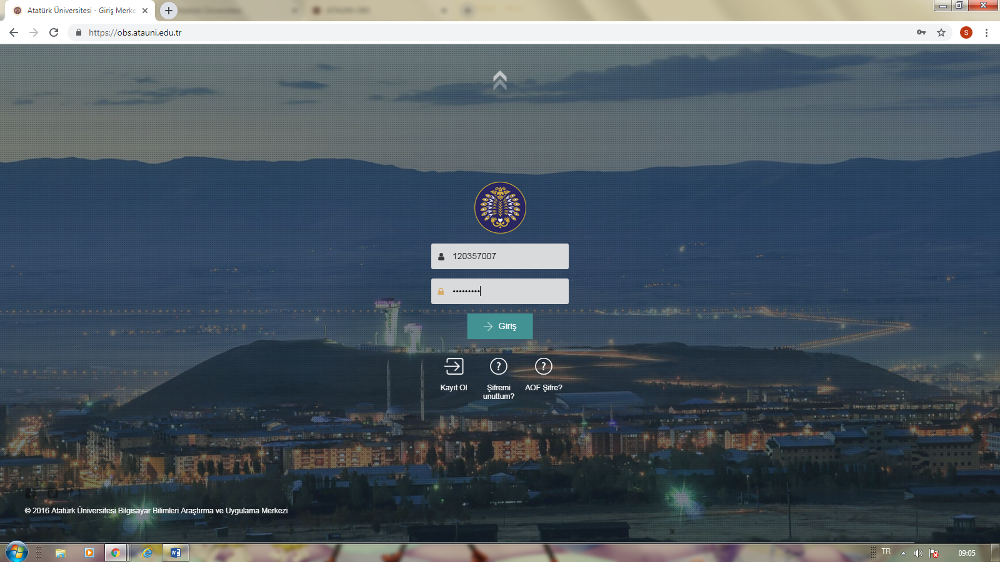 Atatürk Üniversitesi - Giriş Merke
https://obs.atauni.edu.tr
S
120357007
Giriş
Kayıt Ol
Şifremi
unuttum?
AOF Şifre?
© 2016 Atatürk Üniversitesi Bilgisayar Bilimleri Araştırma ve Uygulama Merkezi
TR
09:05